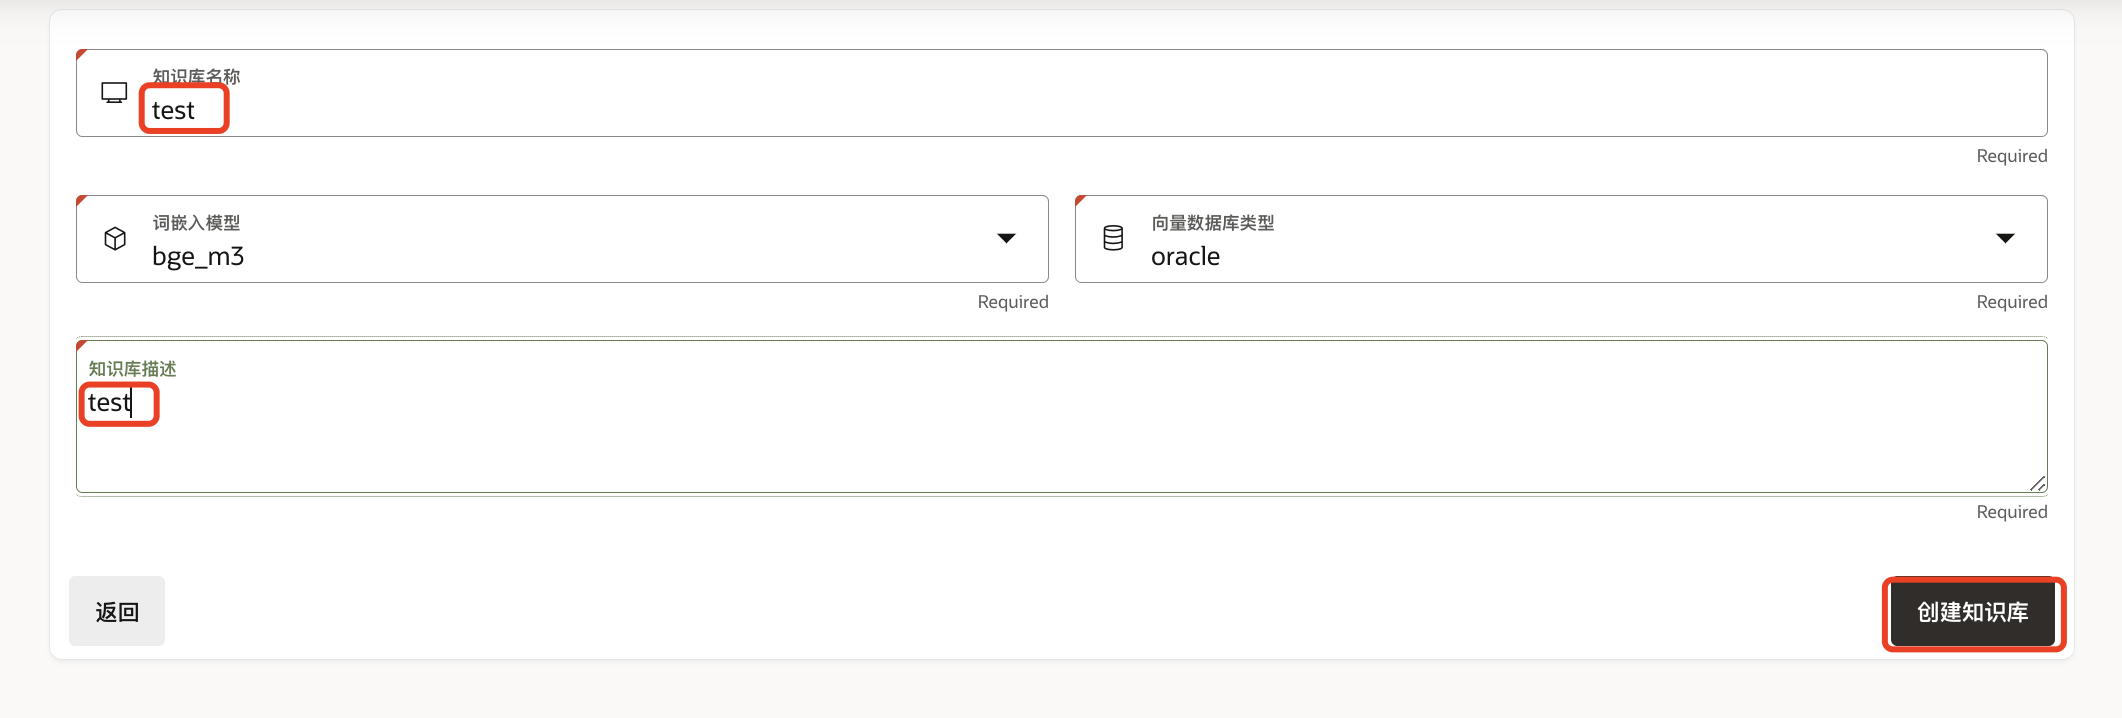 知识库名称
test
Required
词嵌入模型
bge_m3
Required
向量数据库类型
oracle
Required
知识库描述
test
Required
返回
创建知识库